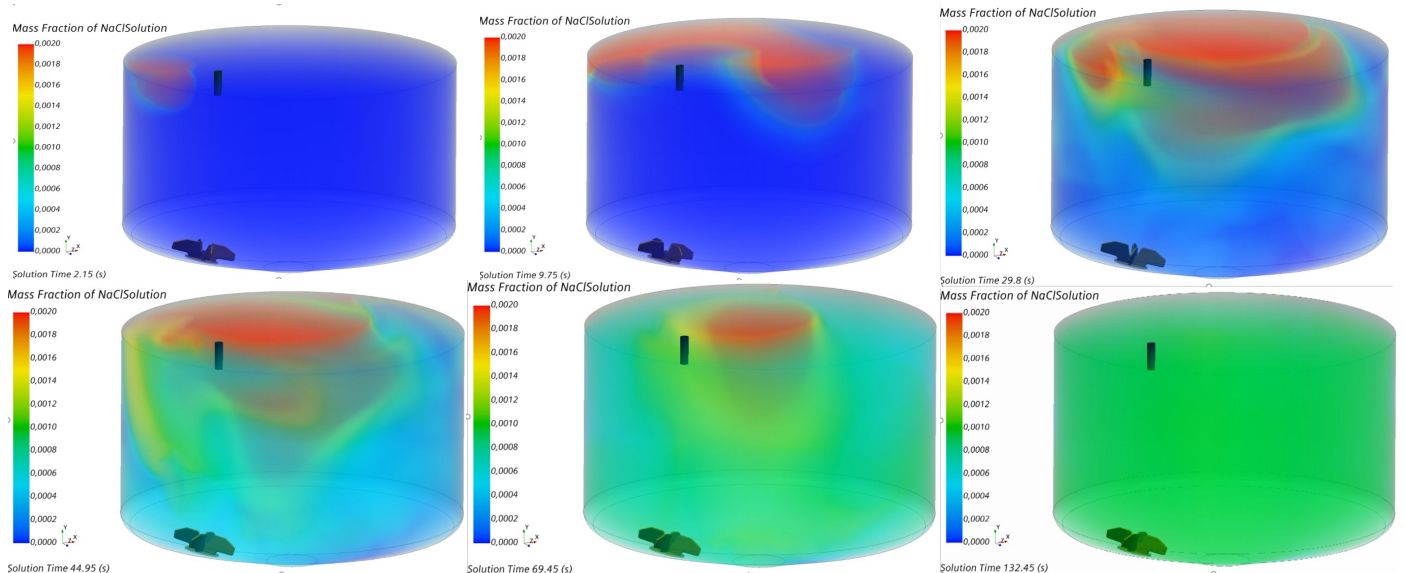 Mass Fraction of NaClSolution
0,0020
0,0018
0,0016
0,0014
0,0012
0,0010
0,0008
0,0006
0,0004
0,0002
0,0000
Y
Z X
Solution Time 2.15 (s)
Mass Fraction of NaClSolution
0,0020
0,0018
0,0016
0,0014
0,0012
0,0010
0,0008
0,0006
0,0004
0,0002
0,0000
Y
Z X
Solution Time 9.75 (s)
Mass Fraction of NaClSolution
0,0020
0,0018
0,0016
0,0014
0,0012
0,0010
0,0008
0,0006
0,0004
0,0002
0,0000
Y
Z X
Solution Time 29.8 (s)
Mass Fraction of NaClSolution
0,0020
0,0018
0,0016
0,0014
0,0012
0,0010
0,0008
0,0006
0,0004
0,0002
0,0000
Y
Z X
Solution Time 44.95 (s)
Mass Fraction of NaClSolution
0,0020
0,0018
0,0016
0,0014
0,0012
0,0010
0,0008
0,0006
0,0004
0,0002
0,0000
Y
Z X
Solution Time 69.45 (s)
Mass Fraction of NaClSolution
0,0020
0,0018
0,0016
0,0014
0,0012
0,0010
0,0008
0,0006
0,0004
0,0002
0,0000
Y
Z X
Solution Time 132.45 (s)